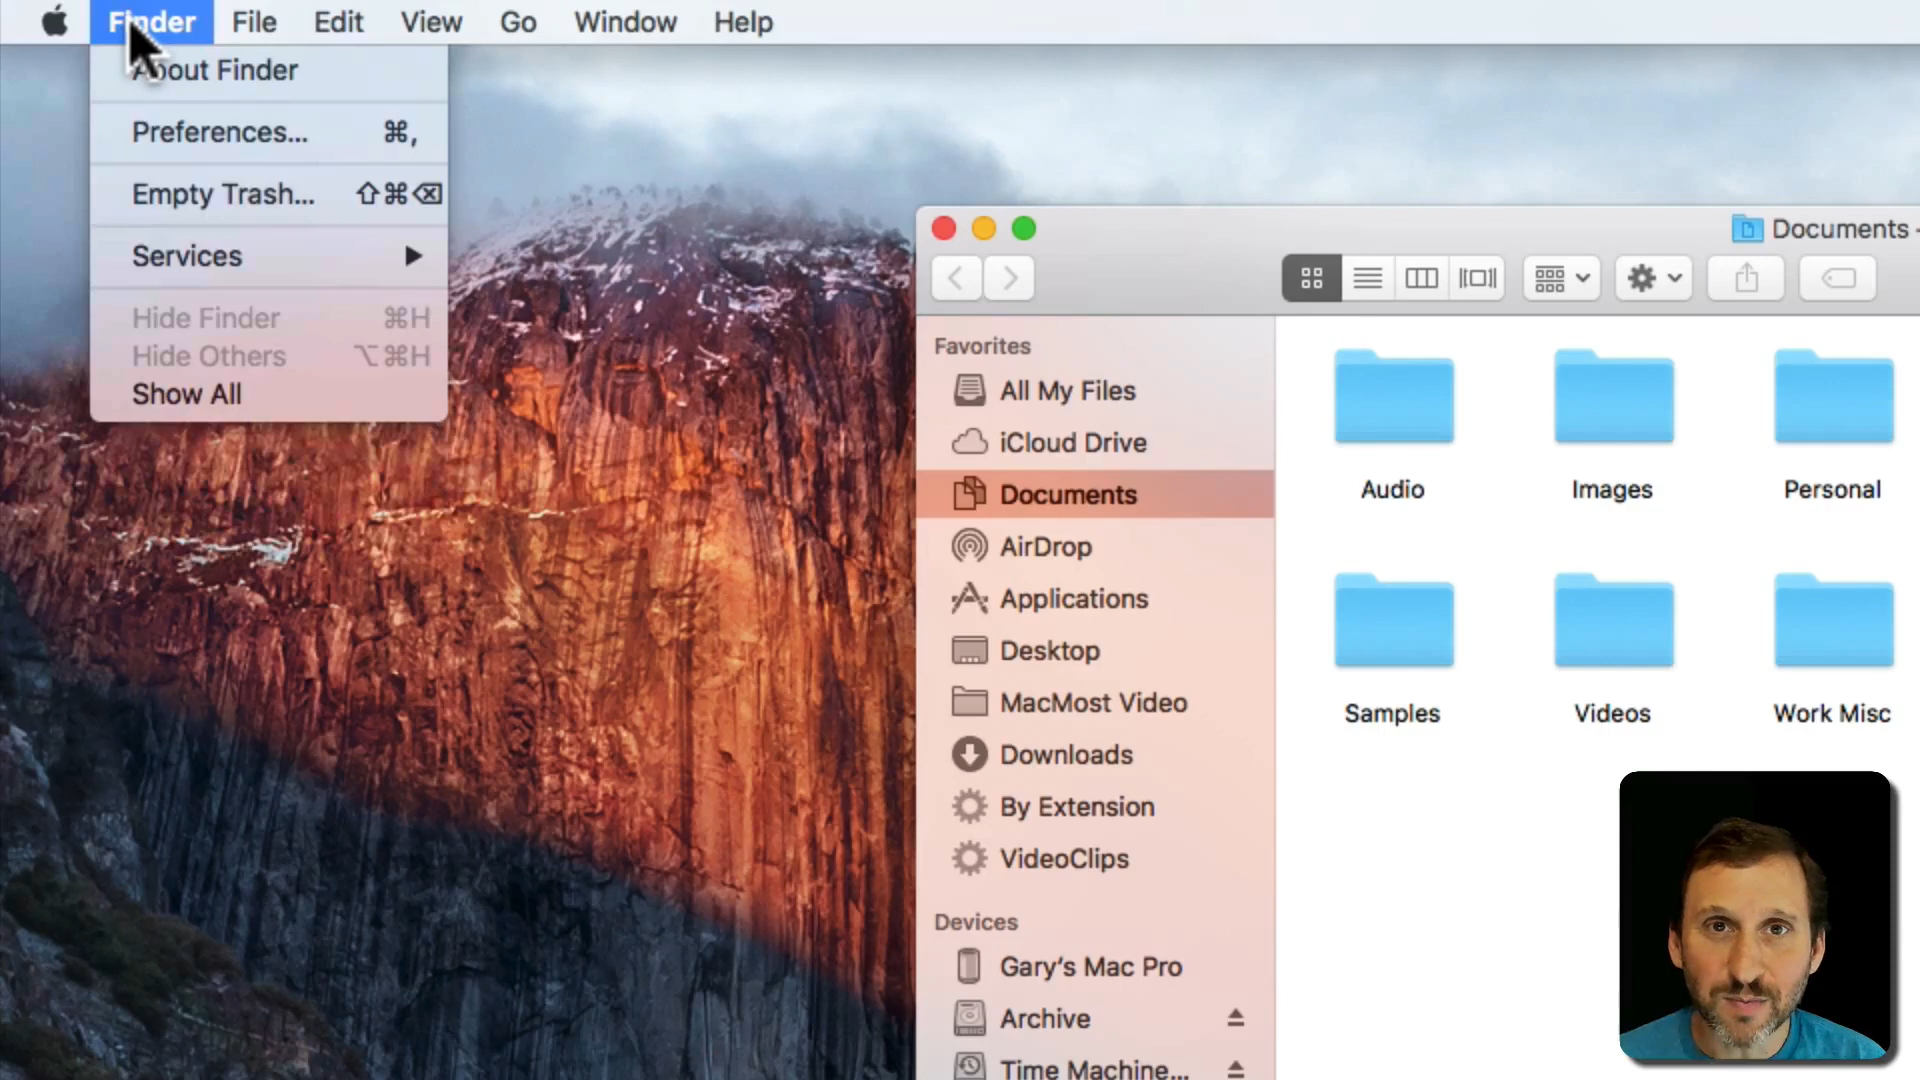 Finder File Edit View Go Window Help
About Finder
Preferences... ⌘,
Empty Trash... ⇧⌘⌫
Services ▶
Hide Finder ⌘H
Hide Others ⌥⌘H
Show All
Documents -
Favorites
All My Files
iCloud Drive
Documents
AirDrop
Applications
Desktop
MacMost Video
Downloads
By Extension
VideoClips
Devices
Gary's Mac Pro
Archive
Time Machine...
Audio Images Personal
Samples Videos Work Misc